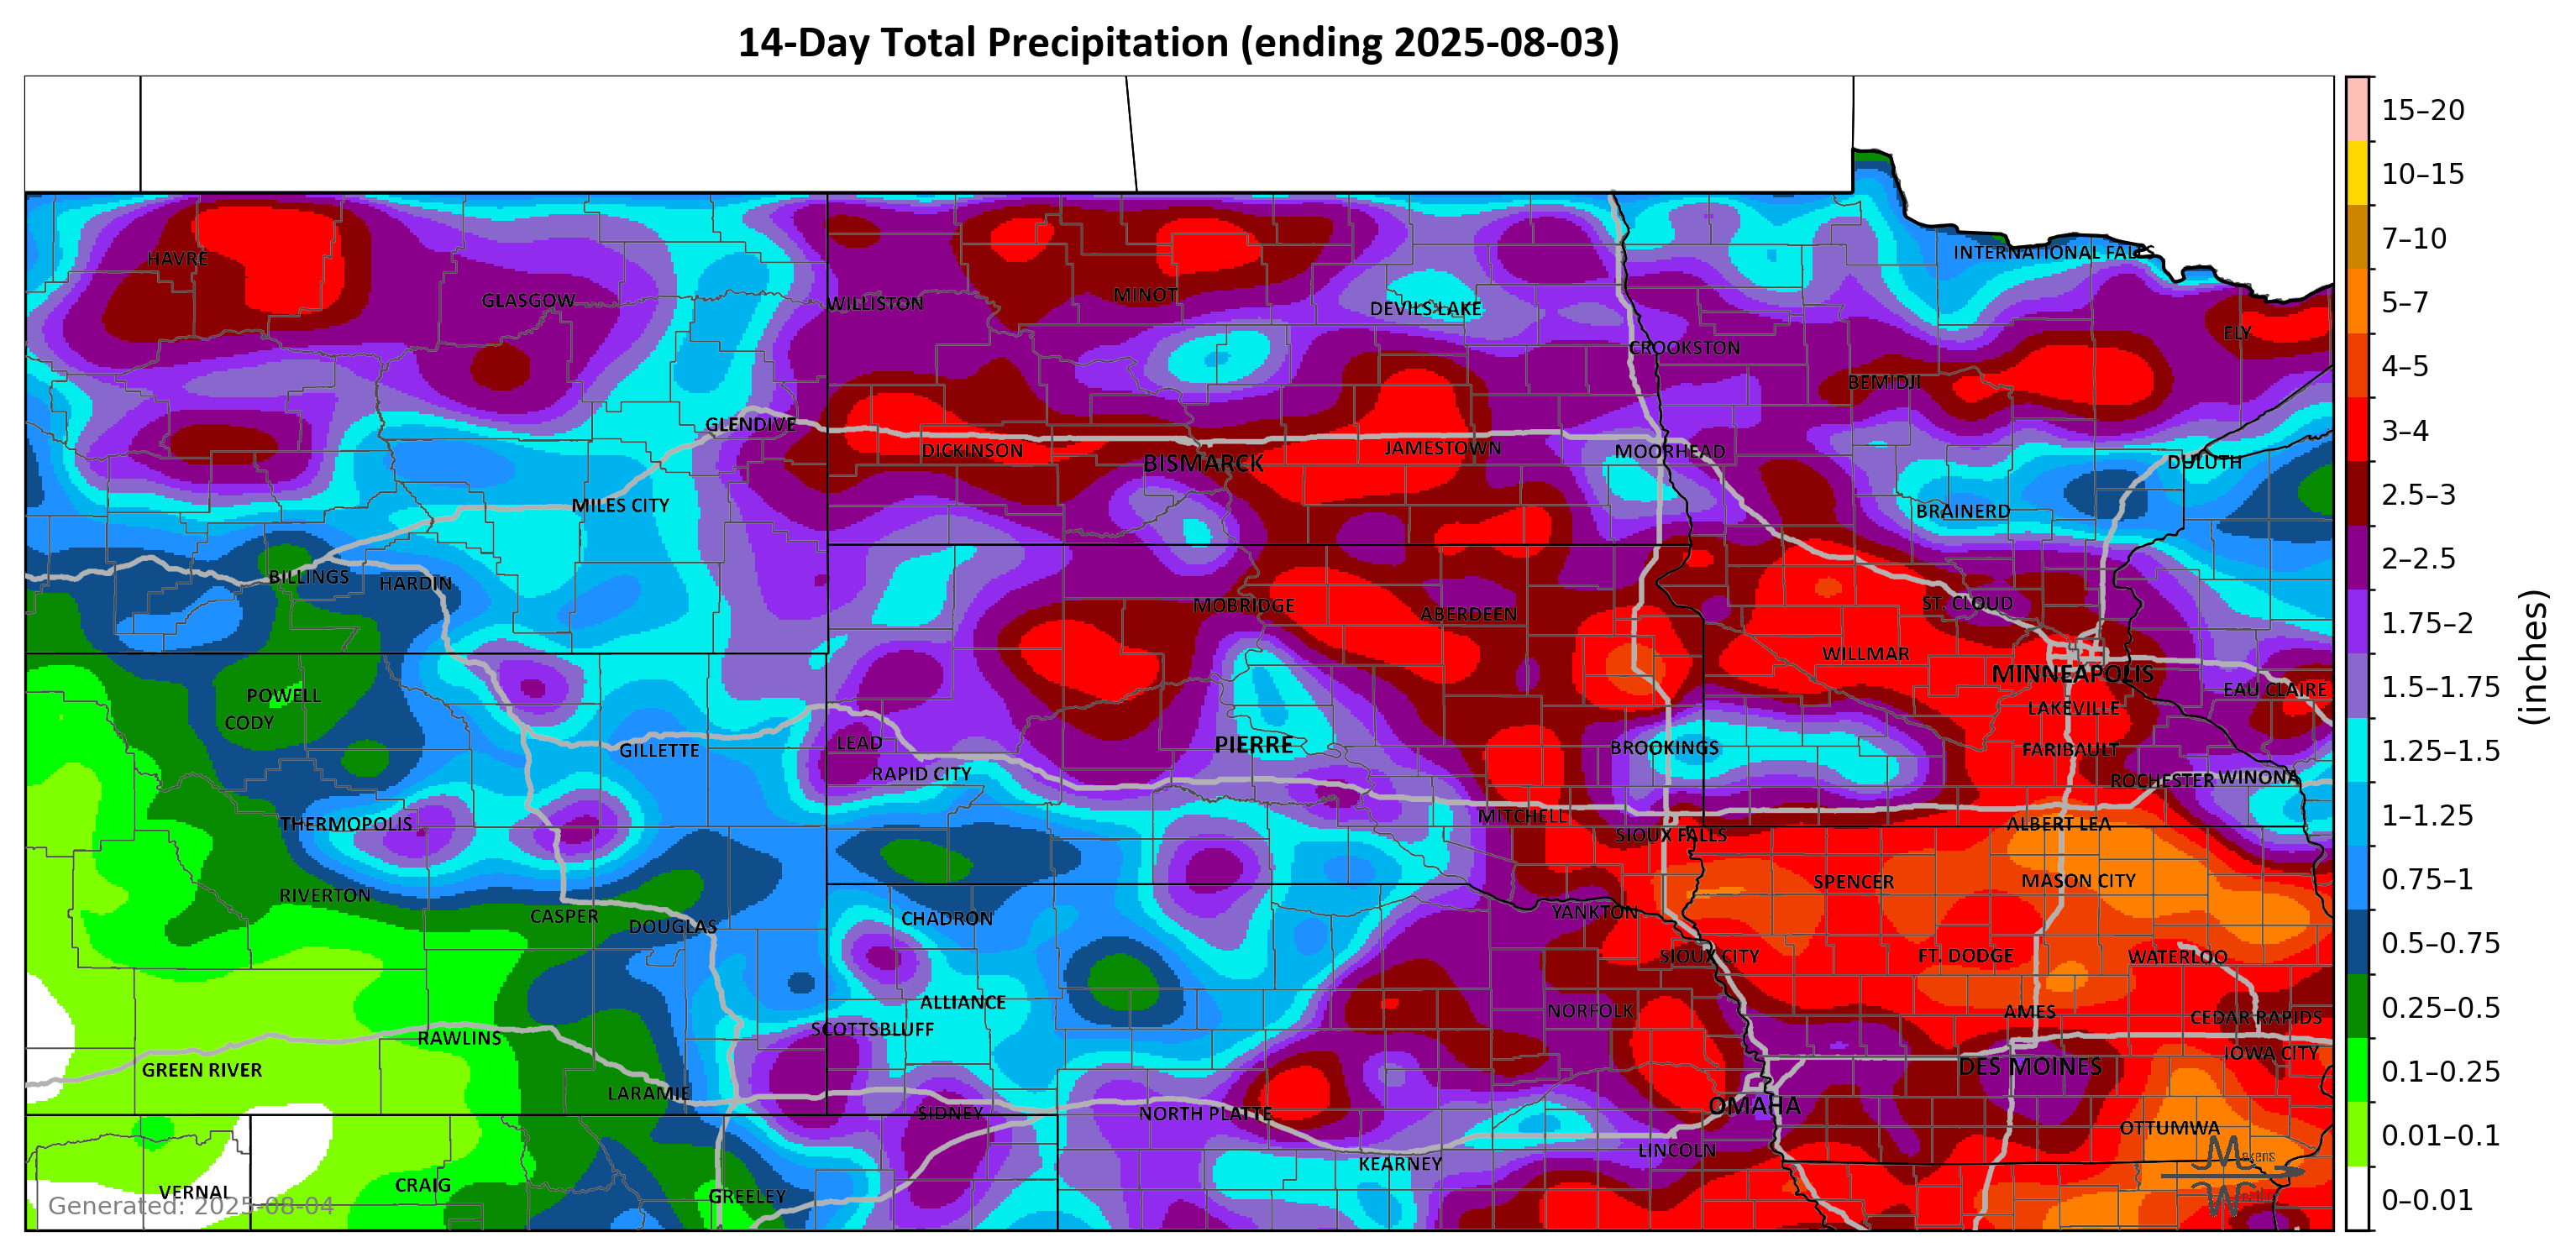 14-Day Total Precipitation (ending 2025-08-03)
15–20
10–15
7–10
5–7
4–5
3–4
2.5–3
2–2.5
1.75–2
1.5–1.75
1.25–1.5
1–1.25
0.75–1
0.5–0.75
0.25–0.5
0.1–0.25
0.01–0.1
0–0.01
(inches)
INTERNATIONAL FALLS
HAVRE
GLASGOW
WILLISTON
MINOT
DEVILS LAKE
ELY
CROOKSTON
BEMIDJI
GLENDIVE
DICKINSON
BISMARCK
JAMESTOWN
MOORHEAD
DULUTH
MILES CITY
BRAINERD
BILLINGS
HARDIN
MOBRIDGE
ABERDEEN
ST. CLOUD
WILLMAR
MINNEAPOLIS
POWELL
EAU CLAIRE
CODY
LAKEVILLE
GILLETTE
LEAD
PIERRE
BROOKINGS
FARIBAULT
RAPID CITY
ROCHESTER
WINONA
THERMOPOLIS
MITCHELL
SIOUX FALLS
ALBERT LEA
RIVERTON
SPENCER
MASON CITY
CASPER
DOUGLAS
CHADRON
YANKTON
SIOUX CITY
FT. DODGE
WATERLOO
ALLIANCE
NORFOLK
AMES
CEDAR RAPIDS
SCOTTSBLUFF
RAWLINS
GREEN RIVER
DES MOINES
IOWA CITY
LARAMIE
SIDNEY
NORTH PLATTE
OMAHA
OTTUMWA
LINCOLN
KEARNEY
VERNAL
CRAIG
GREELEY
Generated: 2025-08-04
Makens
Weather